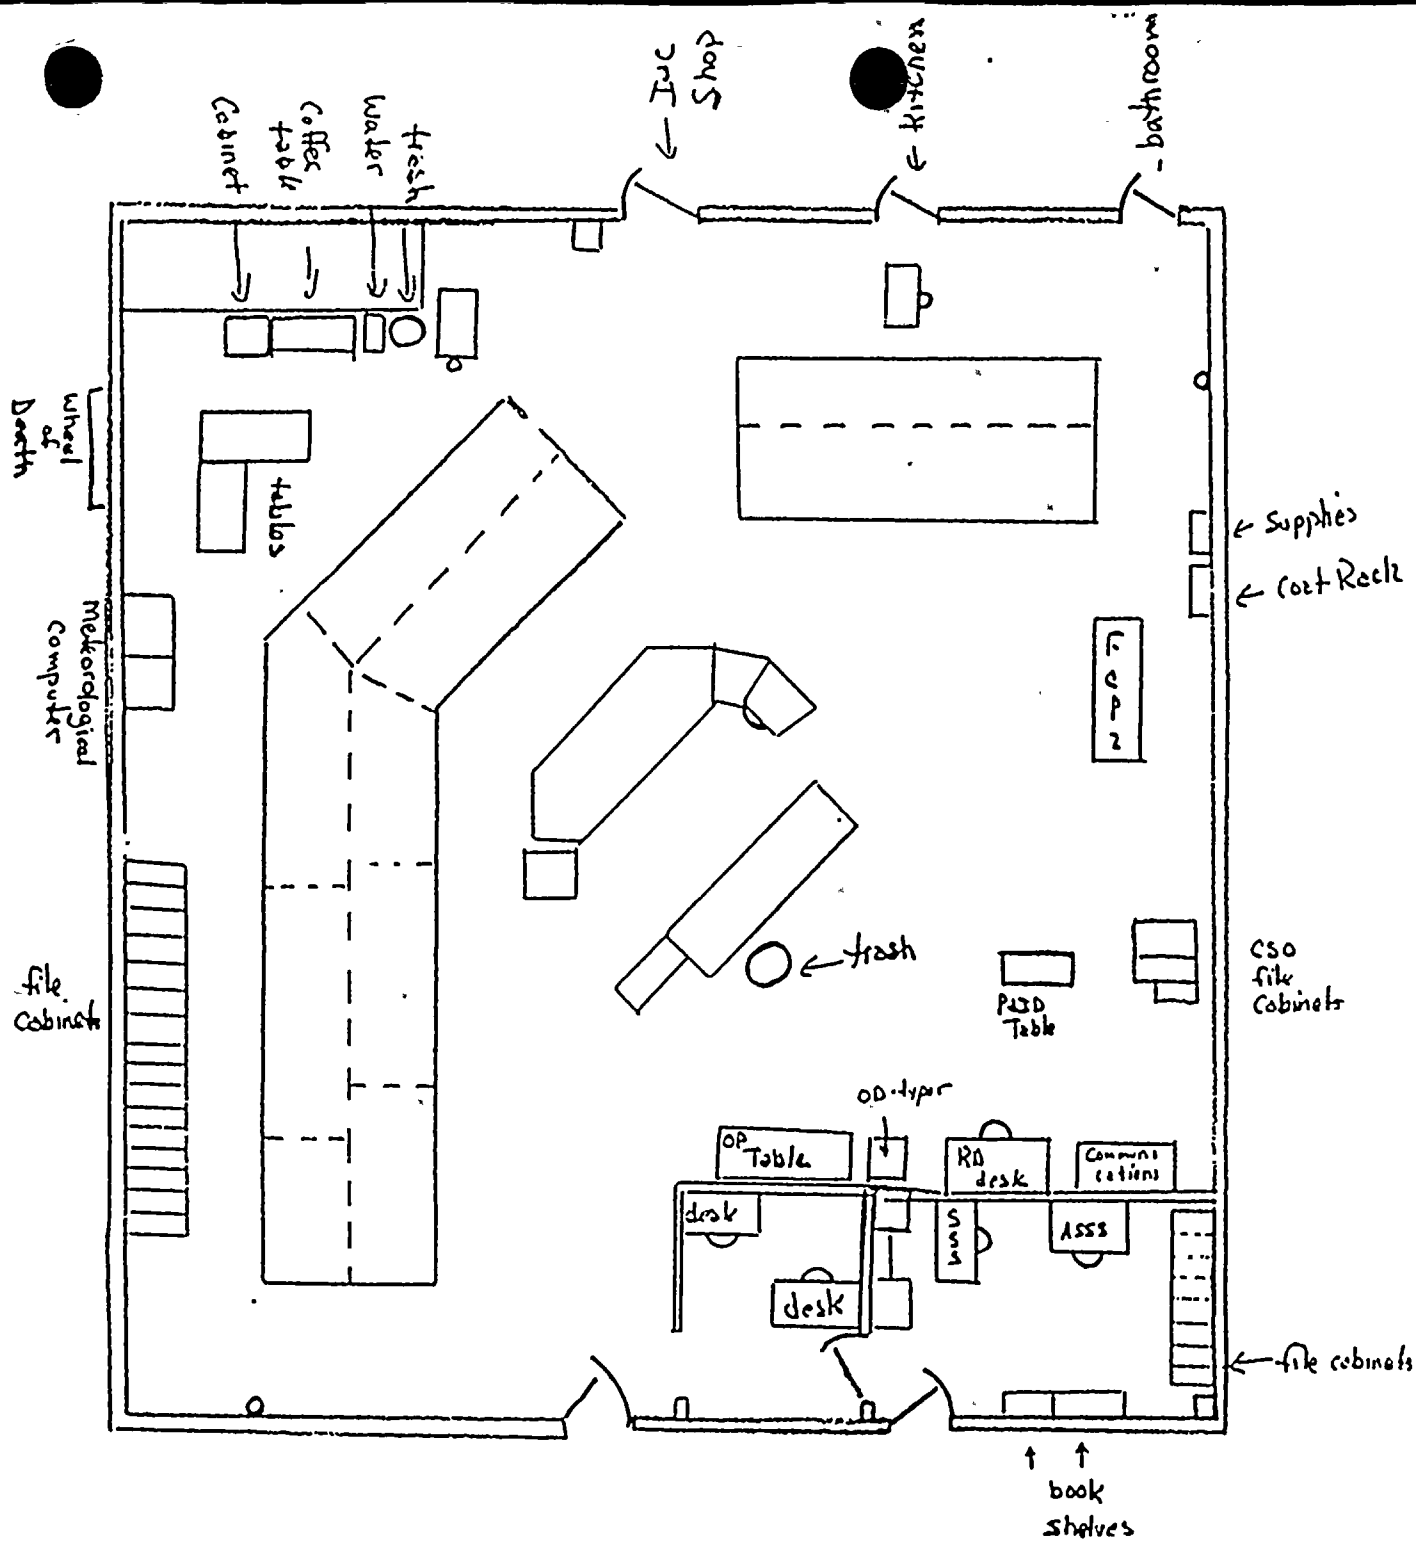 I&C
Shop
Kitchen
bathroom
Cabinet
Coffee
table
Water
trash
Wheel
of
Death
tables
Supplies
Coat Rack
Meteorological
Computer
trash
file
Cabinets
CSO
file
Cabinets
Table
OD-typer
OP
Table
RO
desk
Communi
cations
desk
SSS
ASSS
desk
file cabinets
book
shelves